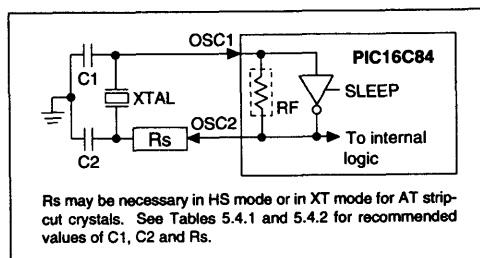 OSC1
PIC16C84
C1
XTAL
RF
SLEEP
OSC2
C2
Rs
To internal
logic
Rs may be necessary in HS mode or in XT mode for AT strip-
cut crystals. See Tables 5.4.1 and 5.4.2 for recommended
values of C1, C2 and Rs.